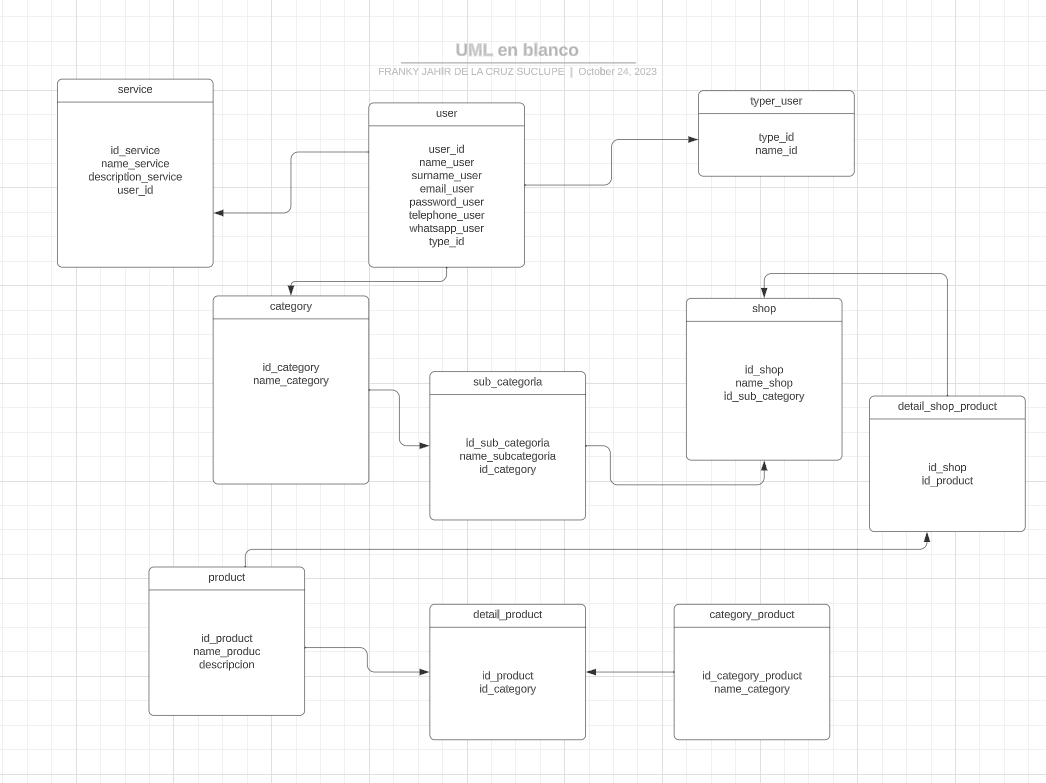 UML en blanco
FRANKY JAHIR DE LA CRUZ SUCLUPE | October 24, 2023
service
id_service
name_service
description_service
user_id
user
user_id
name_user
surname_user
email_user
password_user
telephone_user
whatsapp_user
type_id
typer_user
type_id
name_id
category
id_category
name_category
sub_categoria
id_sub_categoria
name_subcategoria
id_category
shop
id_shop
name_shop
id_sub_category
detail_shop_product
id_shop
id_product
product
id_product
name_produc
descripcion
detail_product
id_product
id_category
category_product
id_category_product
name_category